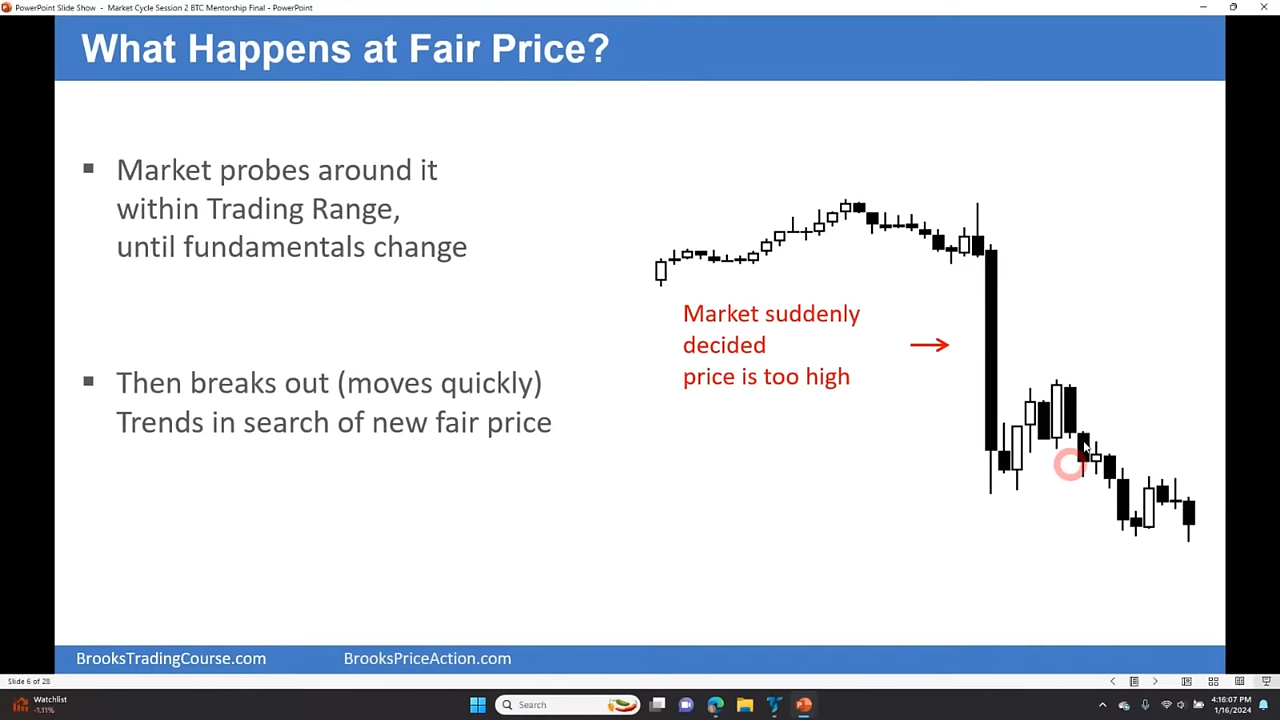 PowerPoint Slide Show - Market Cycle Session 2 BTC Mentorship Final - PowerPoint
What Happens at Fair Price?
Market probes around it
within Trading Range,
until fundamentals change
Market suddenly
decided
price is too high
Then breaks out (moves quickly)
Trends in search of new fair price
BrooksTradingCourse.com
BrooksPriceAction.com
Slide 6 of 28
Watchlist
-1.11%
Search
4:16:07 PM
1/16/2024